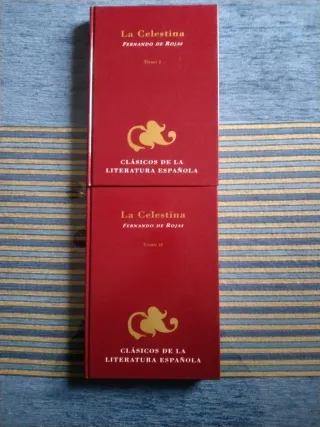 La Celestina
Fernando de Rojas
Tomo I
CLÁSICOS DE LA
LITERATURA ESPAÑOLA
La Celestina
Fernando de Rojas
Tomo II
CLÁSICOS DE LA
LITERATURA ESPAÑOLA